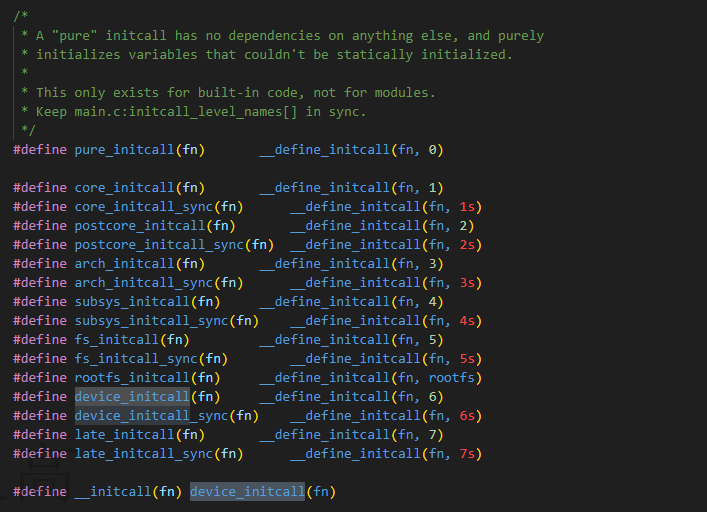 /*
 * A "pure" initcall has no dependencies on anything else, and purely
 * initializes variables that couldn't be statically initialized.
 *
 * This only exists for built-in code, not for modules.
 * Keep main.c:initcall_level_names[] in sync.
 */
#define pure_initcall(fn)		__define_initcall(fn, 0)

#define core_initcall(fn)		__define_initcall(fn, 1)
#define core_initcall_sync(fn)		__define_initcall(fn, 1s)
#define postcore_initcall(fn)		__define_initcall(fn, 2)
#define postcore_initcall_sync(fn)	__define_initcall(fn, 2s)
#define arch_initcall(fn)		__define_initcall(fn, 3)
#define arch_initcall_sync(fn)		__define_initcall(fn, 3s)
#define subsys_initcall(fn)		__define_initcall(fn, 4)
#define subsys_initcall_sync(fn)	__define_initcall(fn, 4s)
#define fs_initcall(fn)			__define_initcall(fn, 5)
#define fs_initcall_sync(fn)		__define_initcall(fn, 5s)
#define rootfs_initcall(fn)		__define_initcall(fn, rootfs)
#define device_initcall(fn)		__define_initcall(fn, 6)
#define device_initcall_sync(fn)	__define_initcall(fn, 6s)
#define late_initcall(fn)		__define_initcall(fn, 7)
#define late_initcall_sync(fn)		__define_initcall(fn, 7s)

#define __initcall(fn) device_initcall(fn)